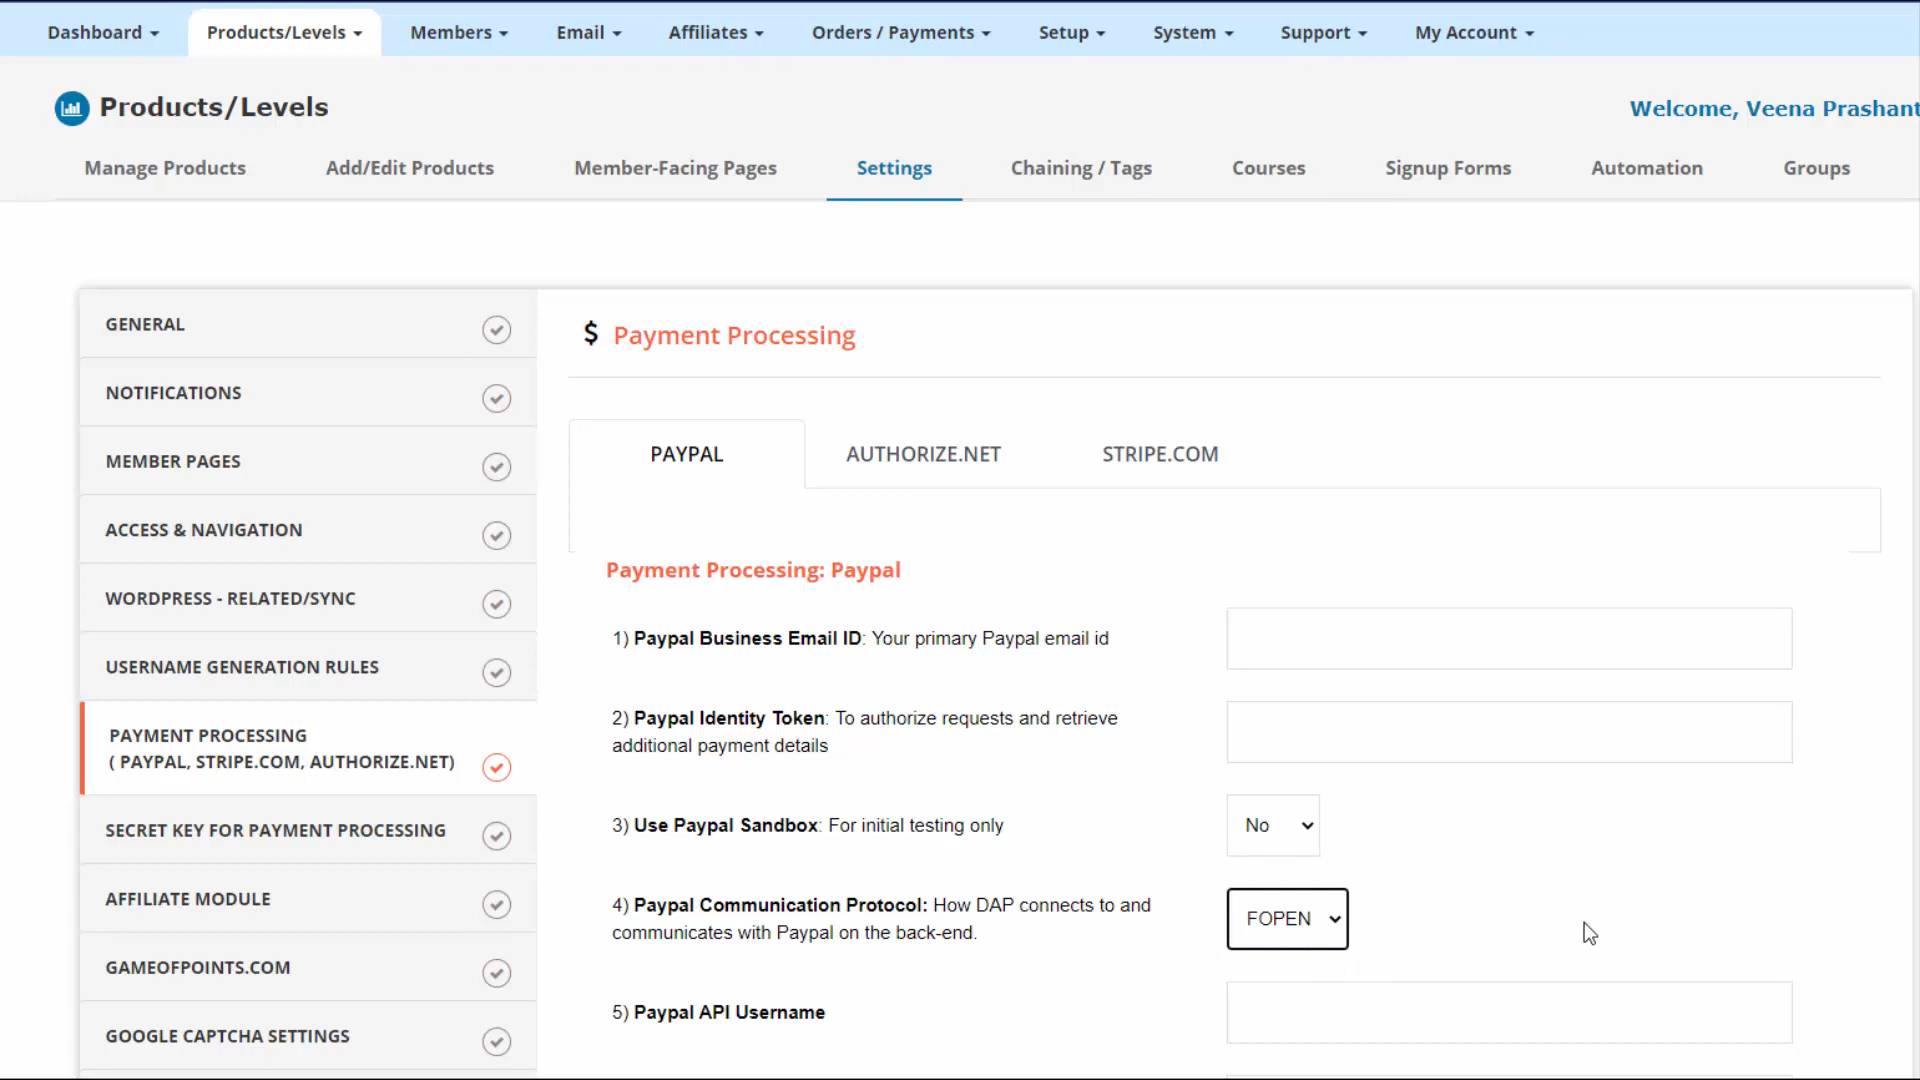 Dashboard
Products/Levels
Members
Email
Affiliates
Orders / Payments
Setup
System
Support
My Account
Products/Levels
Welcome, Veena Prashant
Manage Products
Add/Edit Products
Member-Facing Pages
Settings
Chaining / Tags
Courses
Signup Forms
Automation
Groups
GENERAL
NOTIFICATIONS
MEMBER PAGES
ACCESS & NAVIGATION
WORDPRESS - RELATED/SYNC
USERNAME GENERATION RULES
PAYMENT PROCESSING
( PAYPAL, STRIPE.COM, AUTHORIZE.NET)
SECRET KEY FOR PAYMENT PROCESSING
AFFILIATE MODULE
GAMEOFPOINTS.COM
GOOGLE CAPTCHA SETTINGS
$ Payment Processing
PAYPAL
AUTHORIZE.NET
STRIPE.COM
Payment Processing: Paypal
1) Paypal Business Email ID: Your primary Paypal email id
2) Paypal Identity Token: To authorize requests and retrieve
additional payment details
3) Use Paypal Sandbox: For initial testing only
No
4) Paypal Communication Protocol: How DAP connects to and
communicates with Paypal on the back-end.
FOPEN
5) Paypal API Username